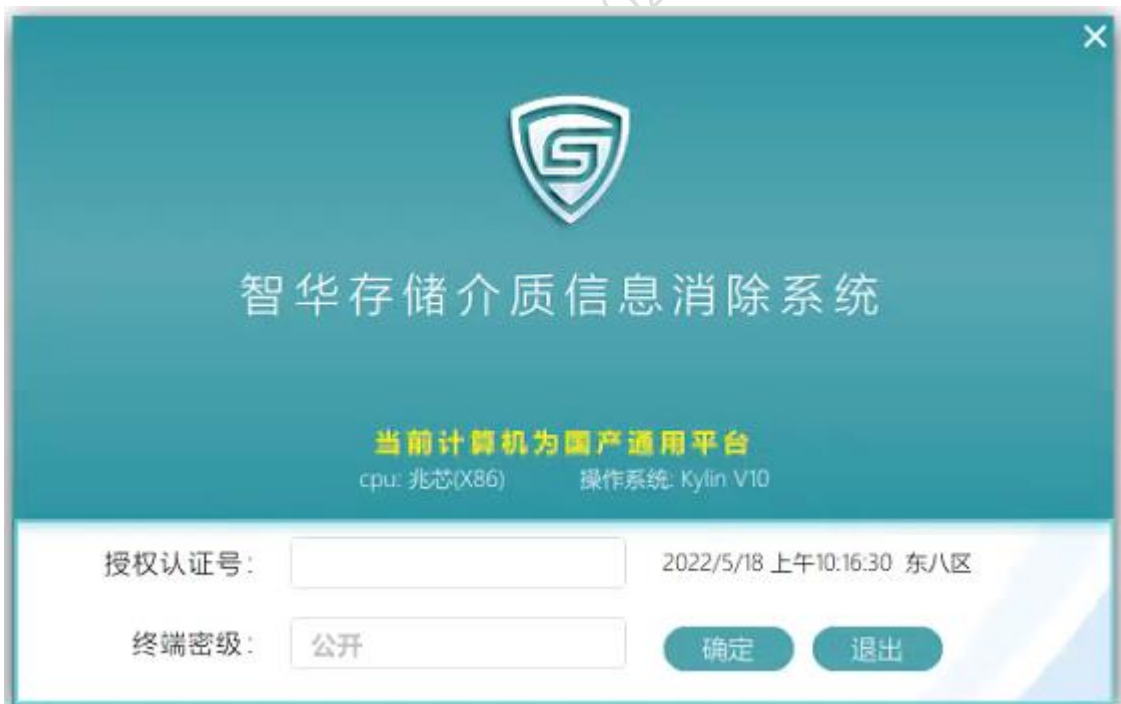 智华存储介质信息消除系统
当前计算机为国产通用平台
cpu: 兆芯(X86) 操作系统: Kylin V10
授权认证号: 2022/5/18 上午10:16:30 东八区
终端密级: 公开 确定 退出